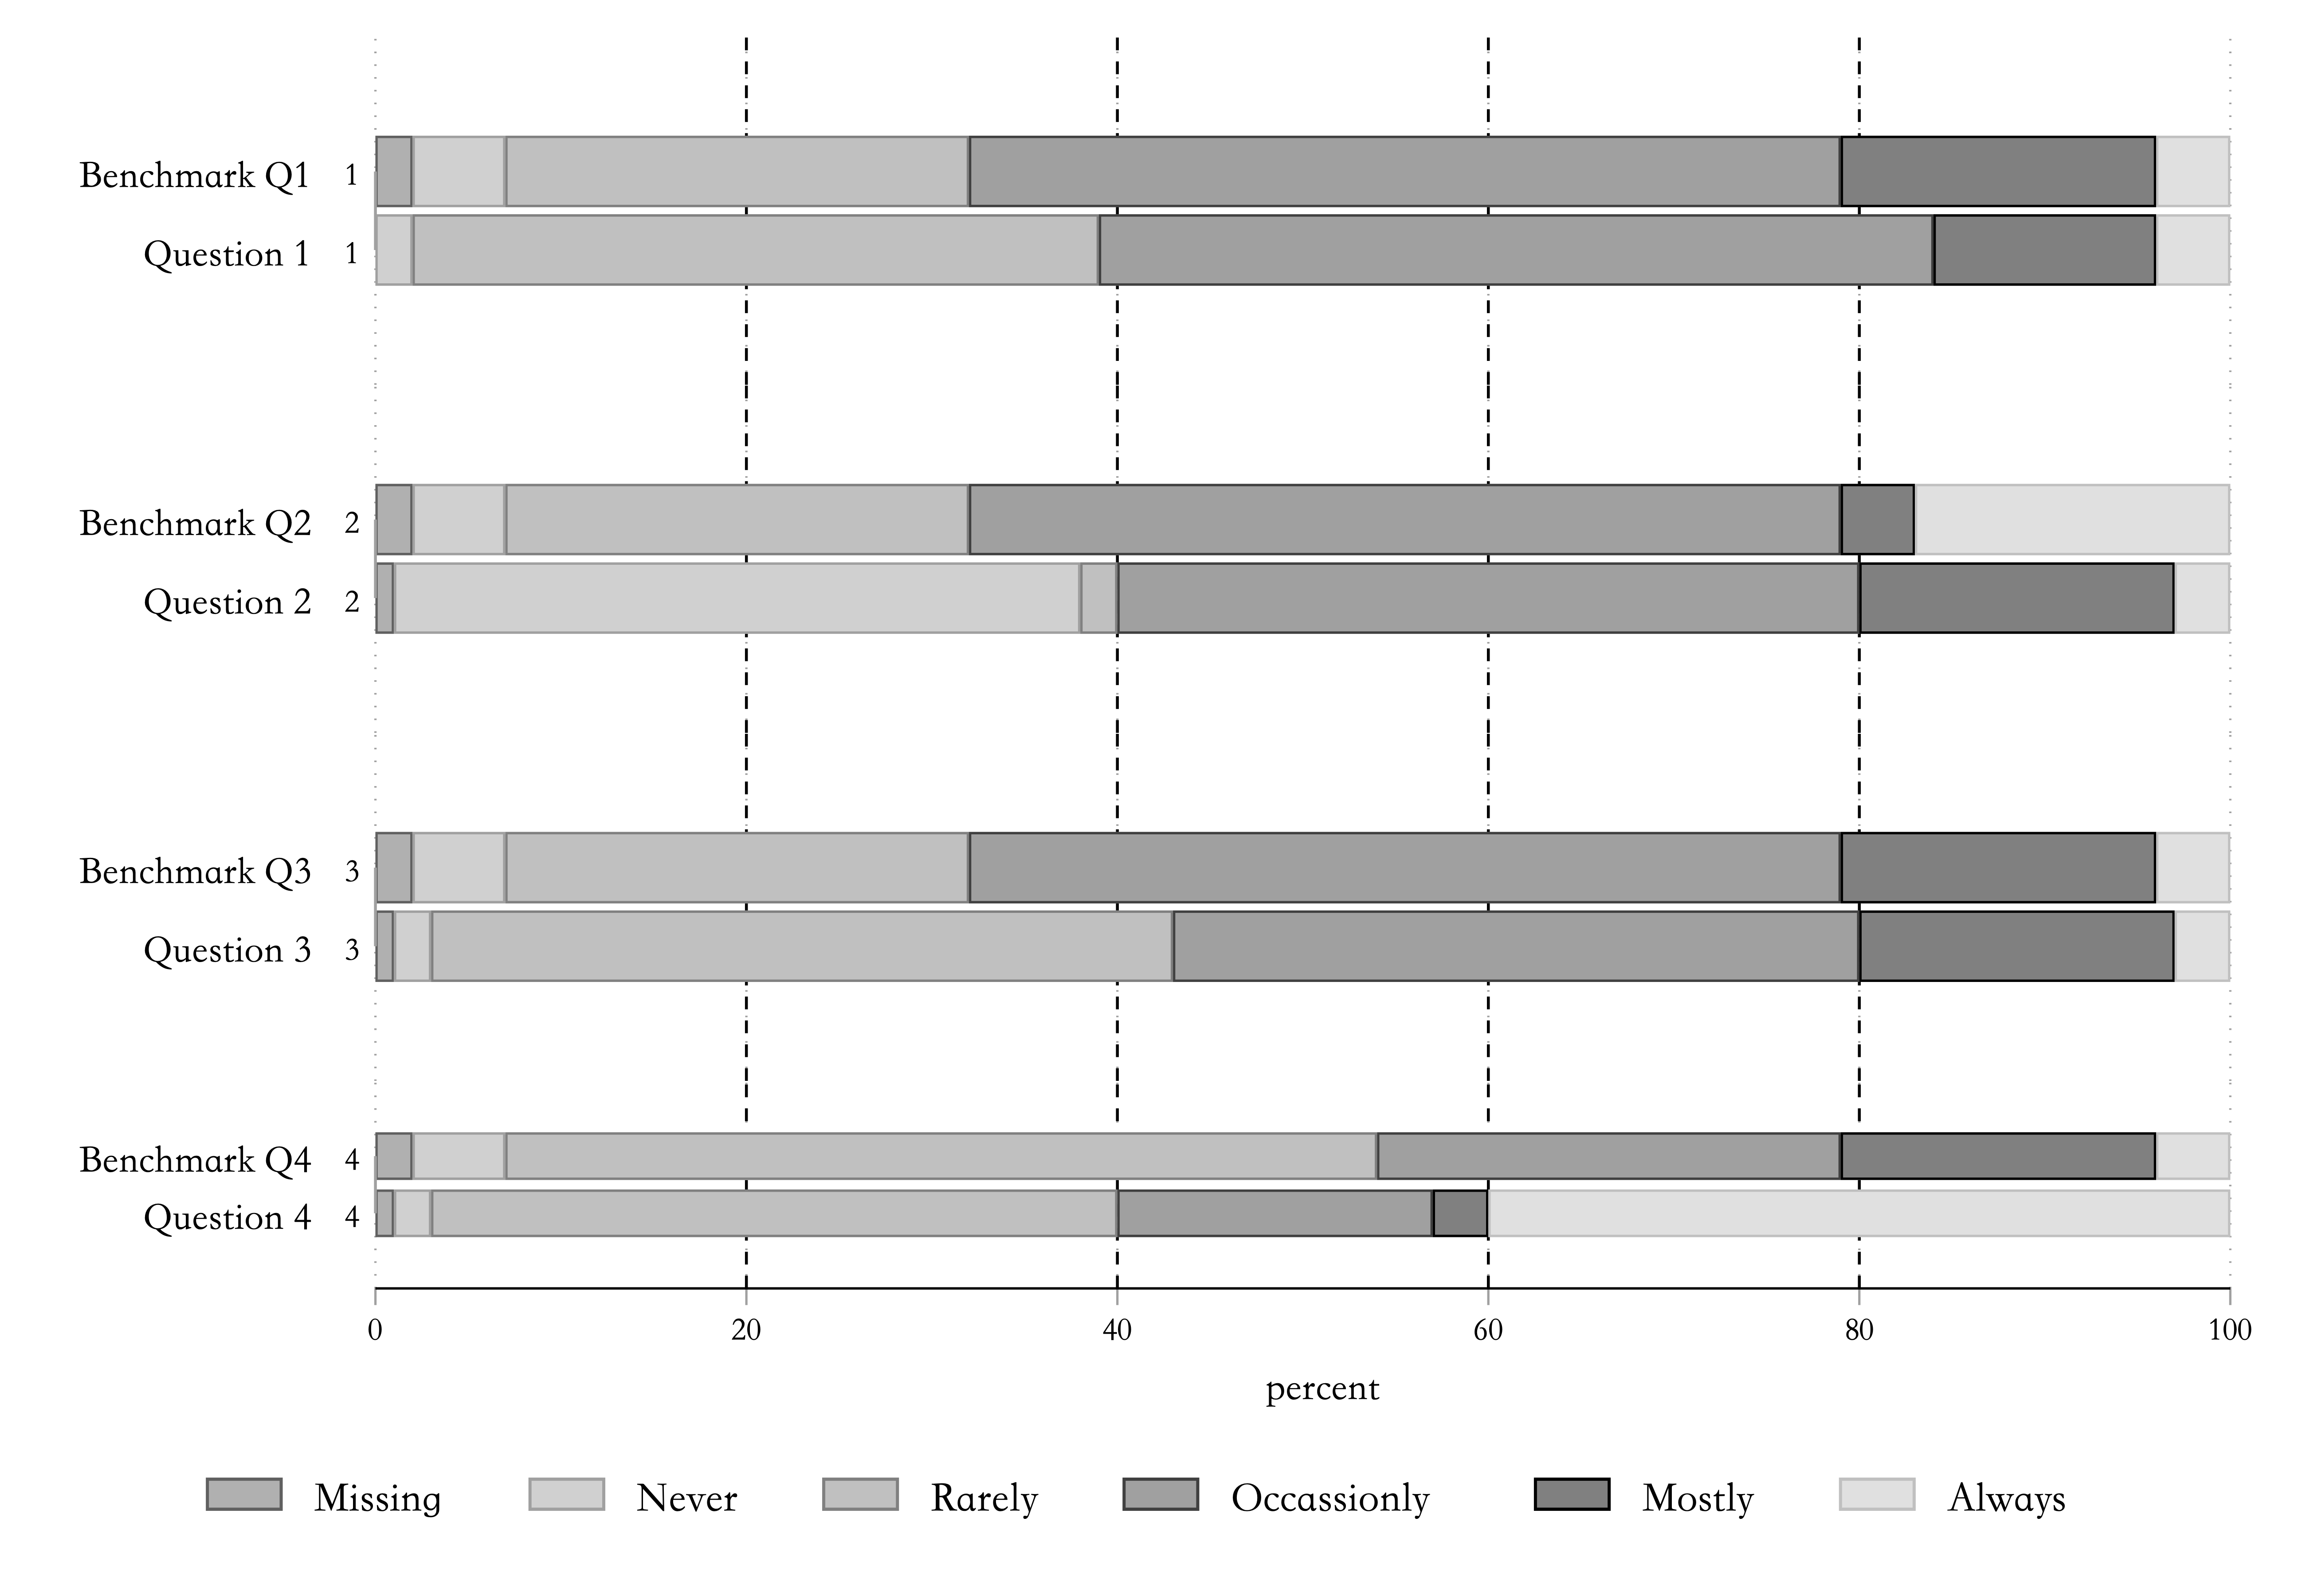 Benchmark Q1 1
Question 1 1
Benchmark Q2 2
Question 2 2
Benchmark Q3 3
Question 3 3
Benchmark Q4 4
Question 4 4
0 20 40 60 80 100
percent
Missing Never Rarely Occassionly Mostly Always